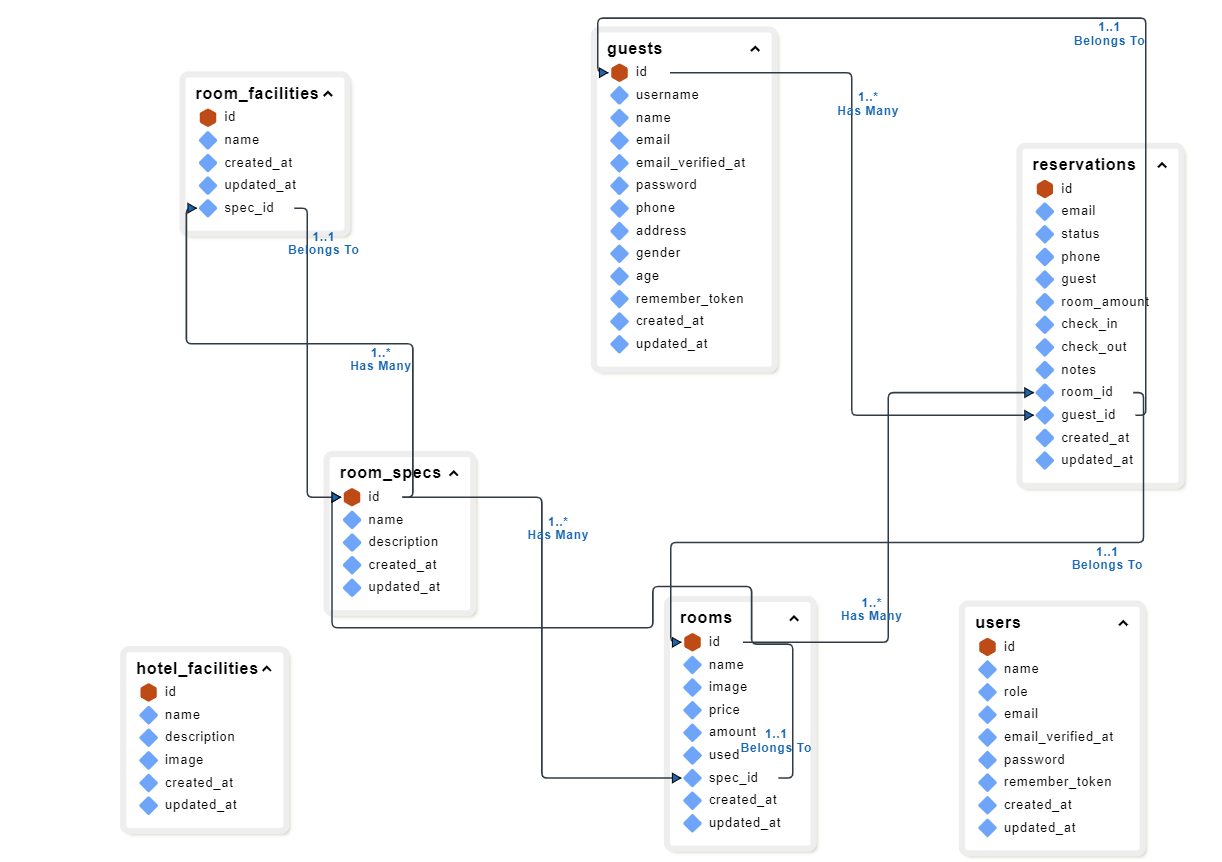 room_facilities
id
name
created_at
updated_at
spec_id
1..1
Belongs To
1..*
Has Many
guests
id
username
name
email
email_verified_at
password
phone
address
gender
age
remember_token
created_at
updated_at
1..*
Has Many
1..1
Belongs To
reservations
id
email
status
phone
guest
room_amount
check_in
check_out
notes
room_id
guest_id
created_at
updated_at
room_specs
id
name
description
created_at
updated_at
1..*
Has Many
1..1
Belongs To
1..*
Has Many
hotel_facilities
id
name
description
image
created_at
updated_at
rooms
id
name
image
price
amount
used
spec_id
created_at
updated_at
1..1
Belongs To
users
id
name
role
email
email_verified_at
password
remember_token
created_at
updated_at